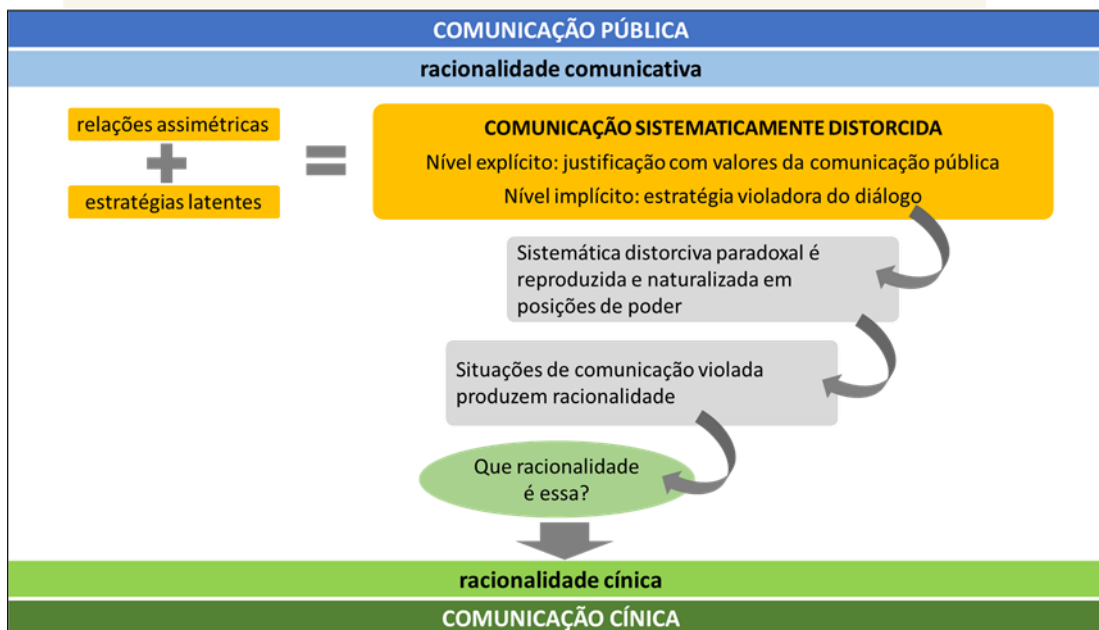 COMUNICAÇÃO PÚBLICA
racionalidade comunicativa
relações assimétricas
estratégias latentes
COMUNICAÇÃO SISTEMATICAMENTE DISTORCIDA
Nível explícito: justificação com valores da comunicação pública
Nível implícito: estratégia violadora do diálogo
Sistemática distorciva paradoxal é
reproduzida e naturalizada em
posições de poder
Situações de comunicação violada
produzem racionalidade
Que racionalidade
é essa?
racionalidade cínica
COMUNICAÇÃO CÍNICA